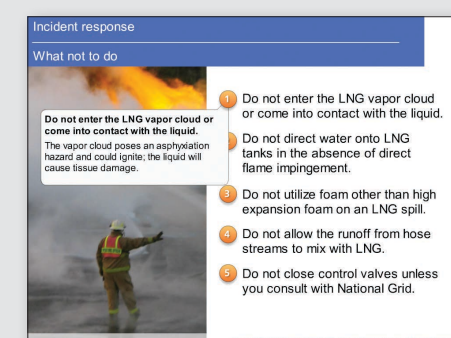 Incident response
What not to do
Do not enter the LNG vapor cloud or
come into contact with the liquid.
The vapor cloud poses an asphyxiation
hazard and could ignite; the liquid will
cause tissue damage.
1 Do not enter the LNG vapor cloud
or come into contact with the liquid.
Do not direct water onto LNG
tanks in the absence of direct
flame impingement.
3 Do not utilize foam other than high
expansion foam on an LNG spill.
4 Do not allow the runoff from hose
streams to mix with LNG.
5 Do not close control valves unless
you consult with National Grid.